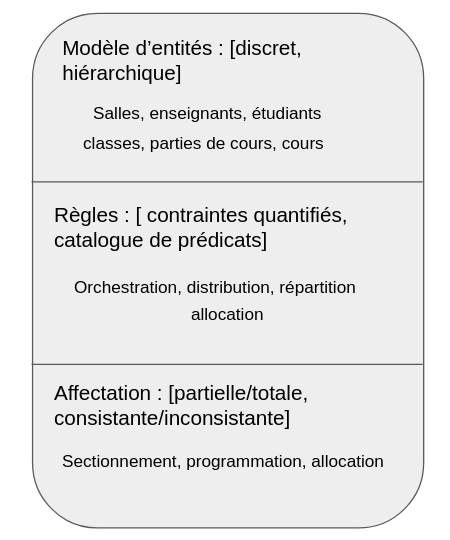 Modèle d’entités : [discret,
hiérarchique]
Salles, enseignants, étudiants
classes, parties de cours, cours
Règles : [ contraintes quantifiés,
catalogue de prédicats]
Orchestration, distribution, répartition
allocation
Affectation : [partielle/totale,
consistante/inconsistante]
Sectionnement, programmation, allocation